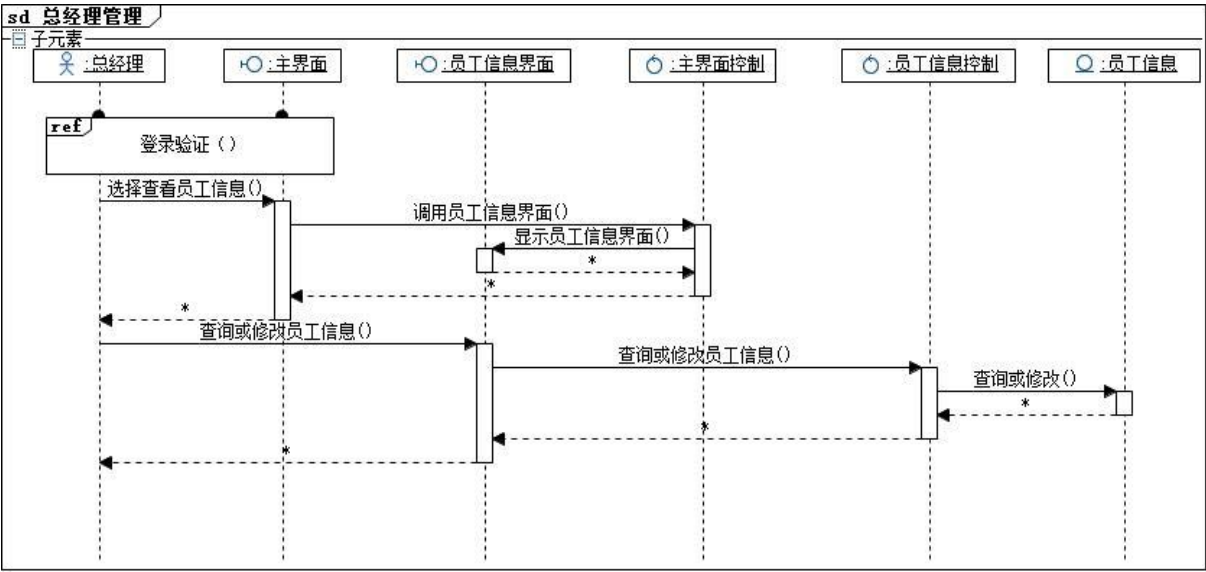 sd 总经理管理
子元素
:总经理
:主界面
:员工信息界面
:主界面控制
:员工信息控制
:员工信息
ref
登录验证（）
选择查看员工信息()
调用员工信息界面()
显示员工信息界面()
*
*
*
查询或修改员工信息()
查询或修改员工信息()
查询或修改()
*
*
*